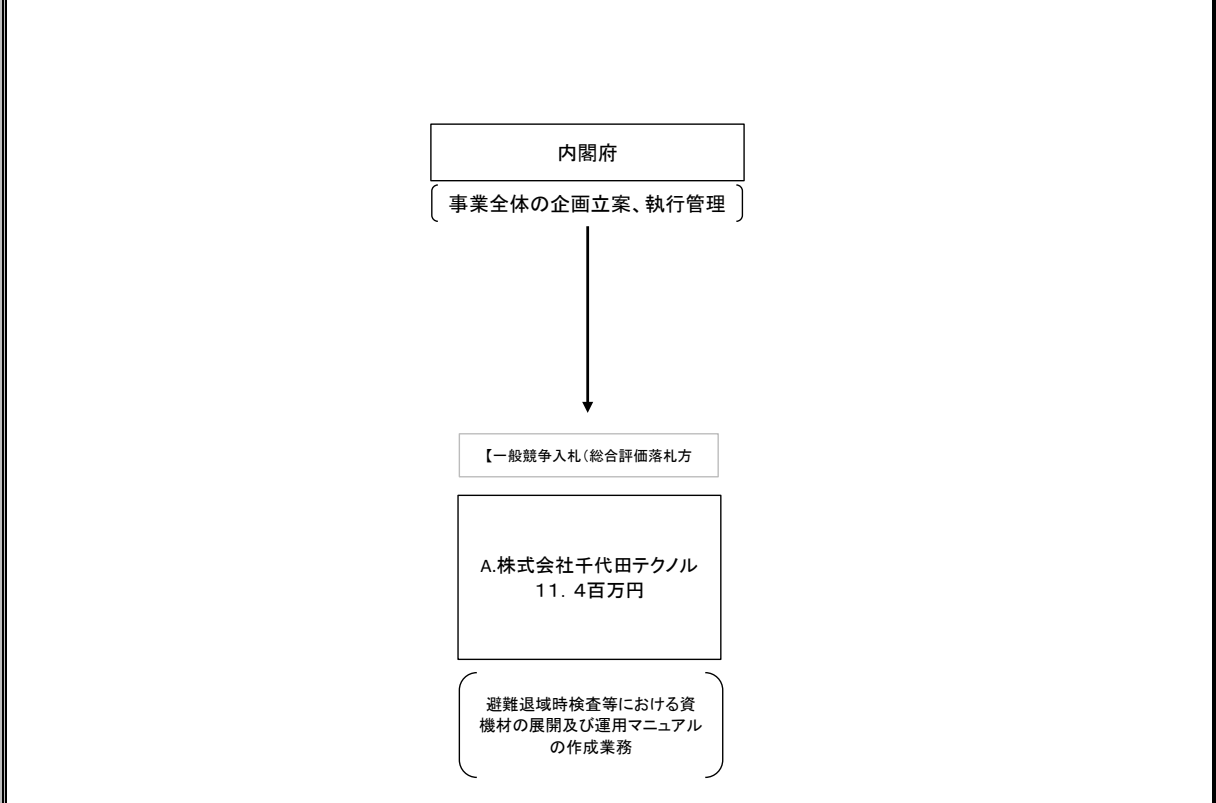 内閣府
事業全体の企画立案、執行管理
【一般競争入札（総合評価落札方
A.株式会社千代田テクノル
１１．４百万円
避難退域時検査等における資
機材の展開及び運用マニュアル
の作成業務